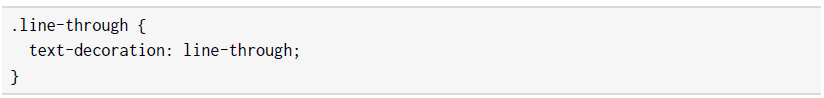 .line-through {
  text-decoration: line-through;
}